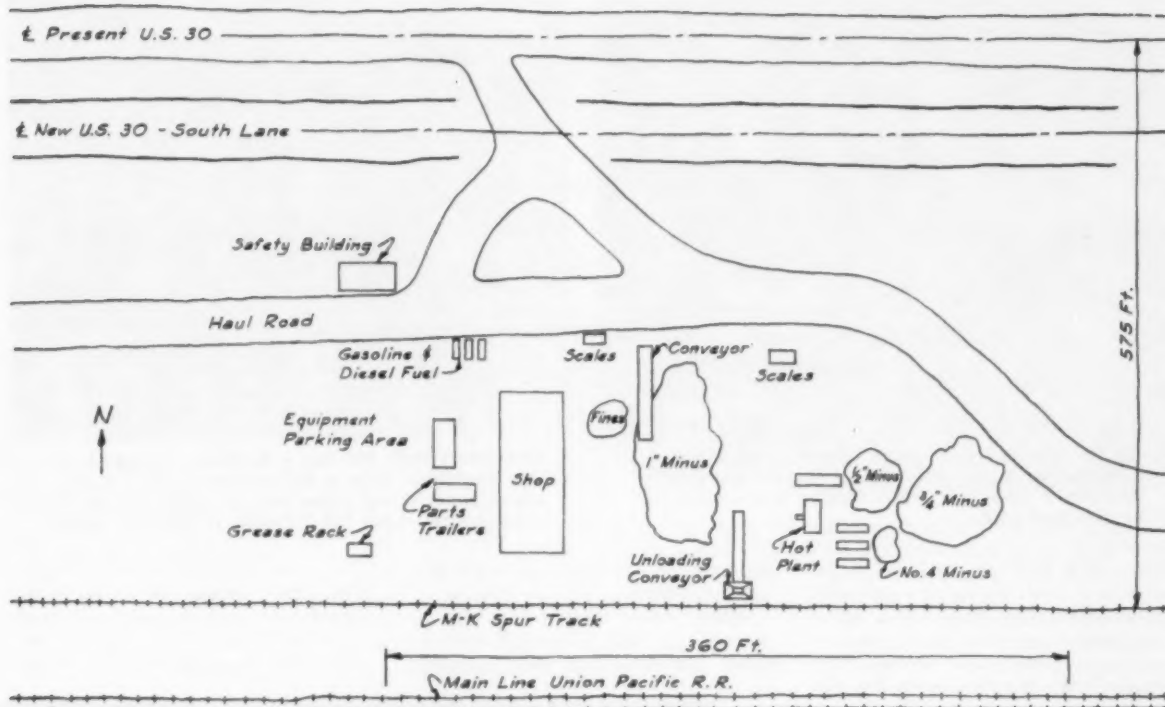 ℄ Present U.S. 30
℄ New U.S. 30 - South Lane
Safety Building
575 Ft.
Haul Road
Gasoline &
Diesel Fuel
Scales
Conveyor
Scales
N
Equipment
Parking Area
Fines
1" Minus
Shop
½" Minus
¾" Minus
Parts
Trailers
Grease Rack
Unloading
Conveyor
Hot
Plant
No. 4 Minus
M-K Spur Track
360 Ft.
Main Line Union Pacific R.R.